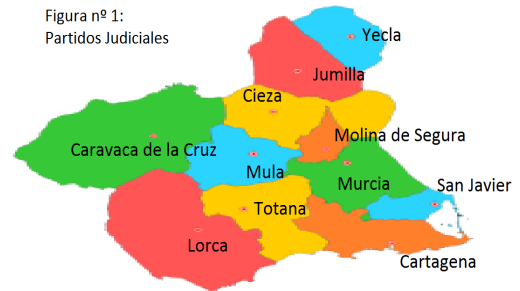 Figura nº 1:
Partidos Judiciales
Yecla
Jumilla
Cieza
Molina de Segura
Caravaca de la Cruz
Mula
Murcia
San Javier
Totana
Lorca
Cartagena